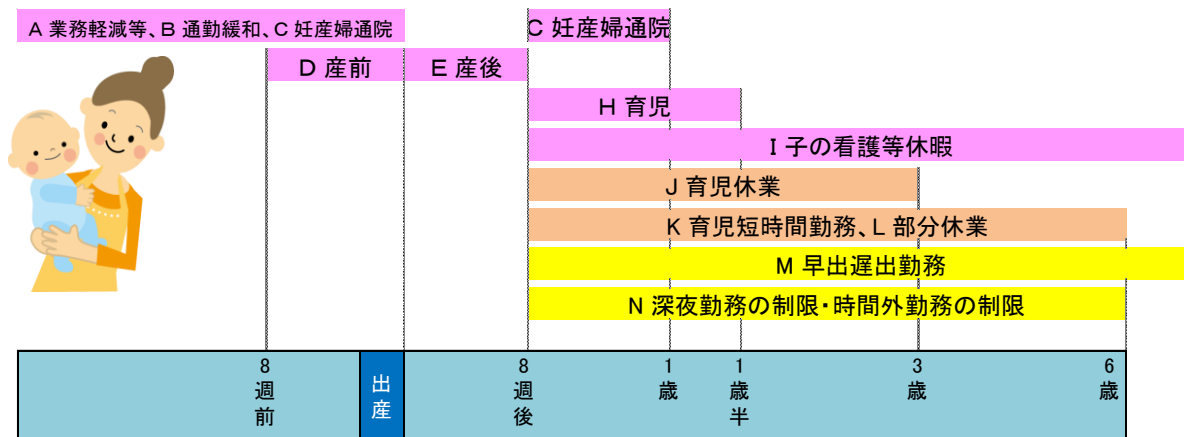 A 業務軽減等、B 通勤緩和、C 妊産婦通院
C 妊産婦通院
D 産前
E 産後
H 育児
I 子の看護等休暇
J 育児休業
K 育児短時間勤務、L 部分休業
M 早出遅出勤務
N 深夜勤務の制限・時間外勤務の制限
8週前
出産
8週後
1歳
1歳半
3歳
6歳